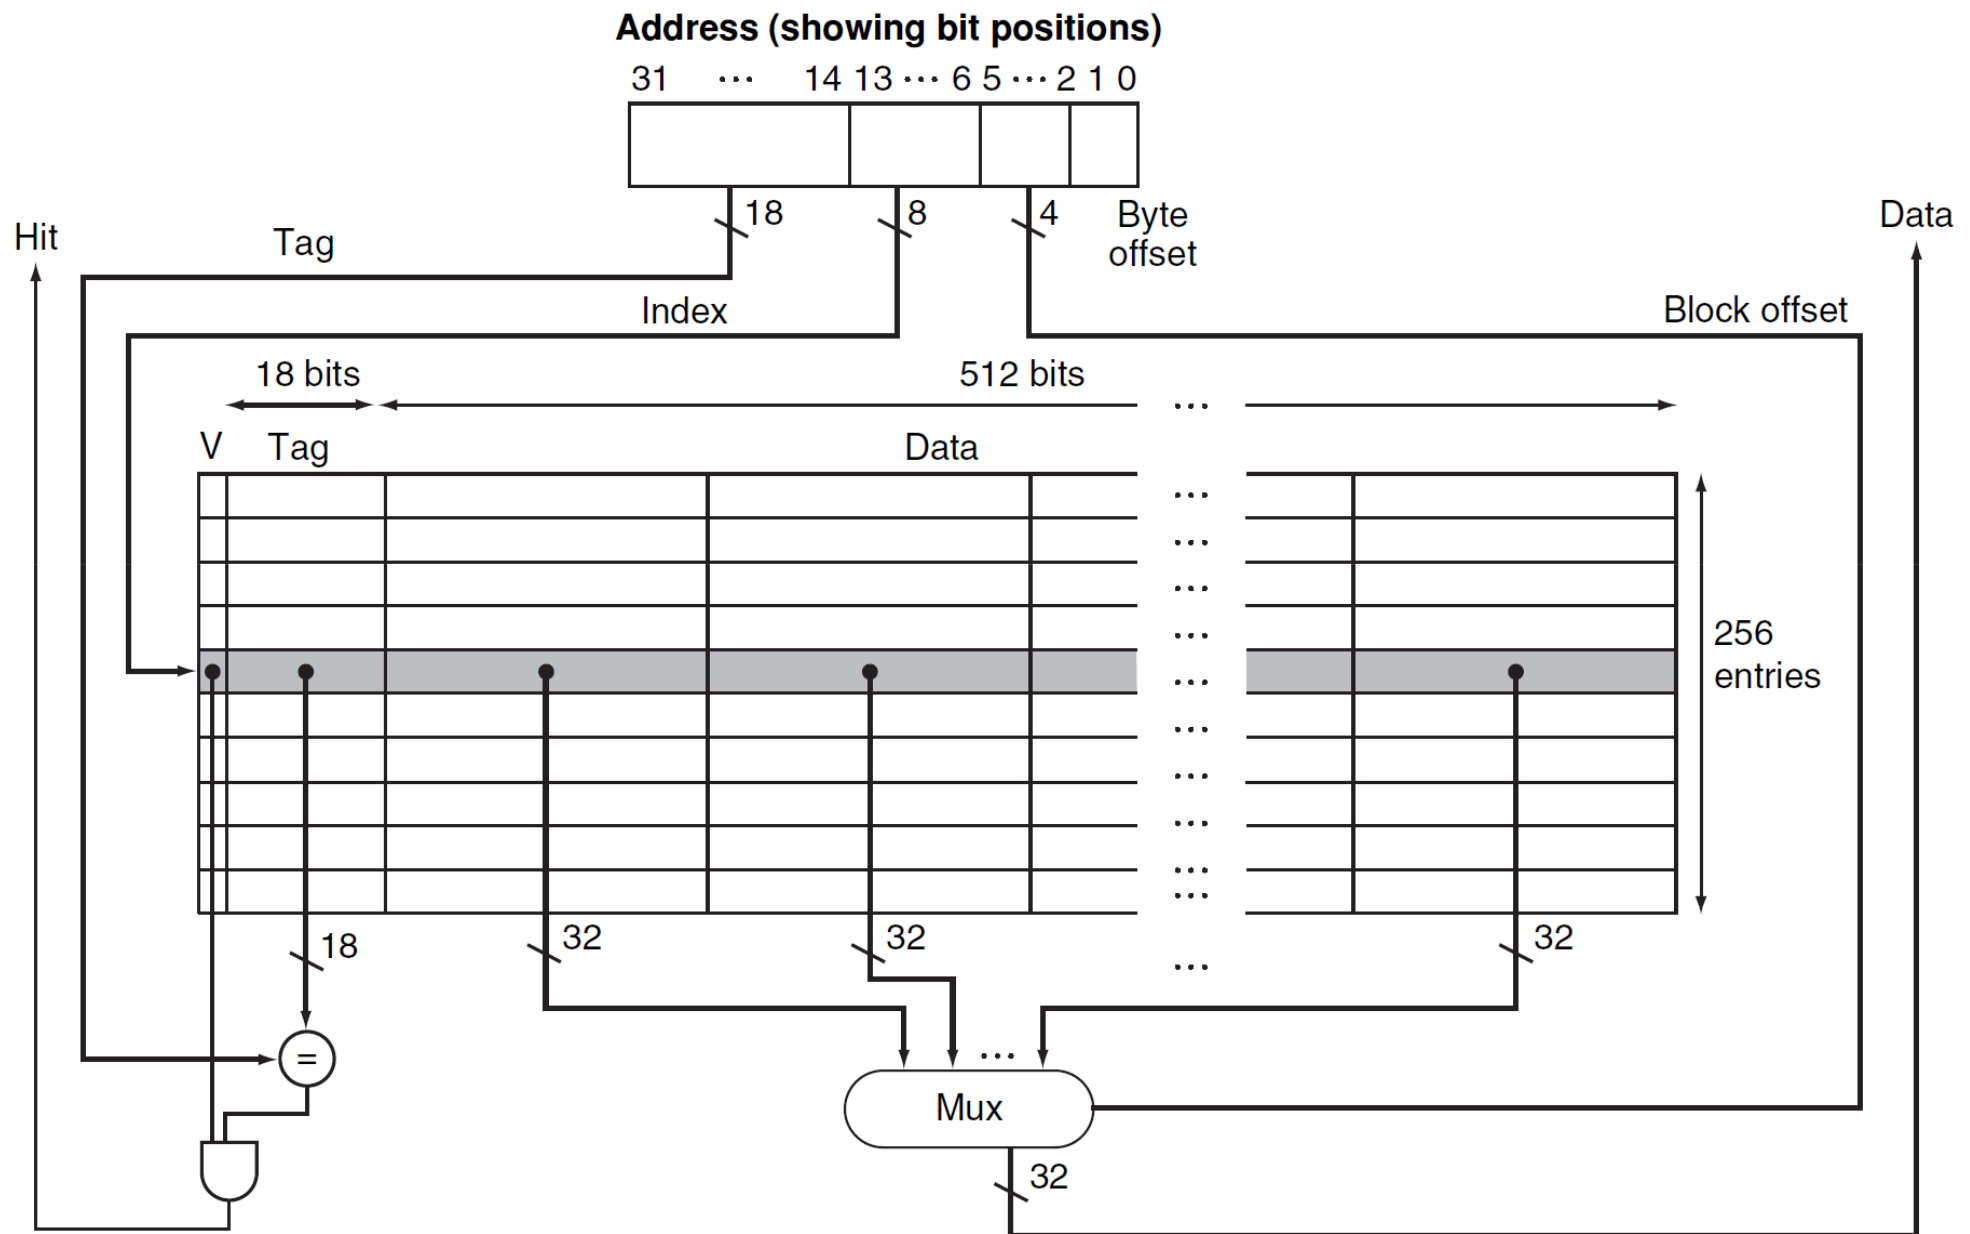 Address (showing bit positions)
31 ... 14 13 ... 6 5 ... 2 1 0
18 8 4 Byte offset
Hit
Tag
Data
Index
Block offset
18 bits
512 bits
...
V Tag Data
...
...
...
...
...
...
...
...
...
...
256
entries
18
32
32
...
32
=
...
Mux
32